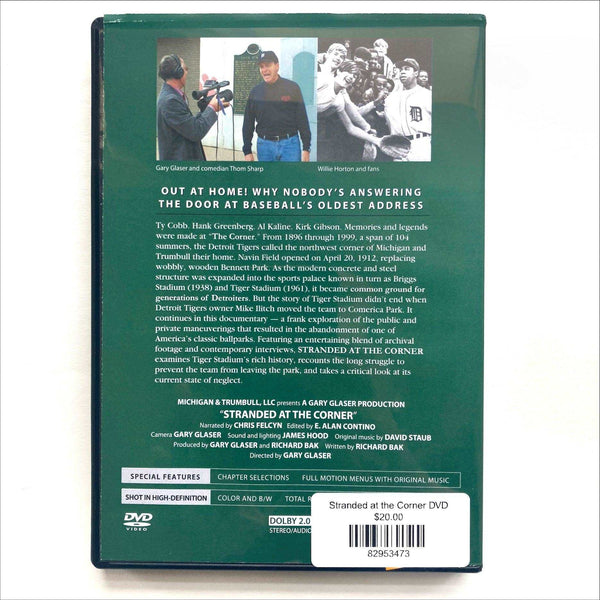 Gary Glaser and comedian Thom Sharp
Willie Horton and fans
OUT AT HOME! WHY NOBODY'S ANSWERING
THE DOOR AT BASEBALL'S OLDEST ADDRESS
Ty Cobb. Hank Greenberg. Al Kaline. Kirk Gibson. Memories and legends
were made at "The Corner." From 1896 through 1999, a span of 104
summers, the Detroit Tigers called the northwest corner of Michigan and
Trumbull their home. Navin Field opened on April 20, 1912, replacing
wobbly, wooden Bennett Park. As the modern concrete and steel
structure was expanded into the sports palace known in turn as Briggs
Stadium (1938) and Tiger Stadium (1961), it became common ground for
generations of Detroiters. But the story of Tiger Stadium didn't end when
Detroit Tigers owner Mike Ilitch moved the team to Comerica Park. It
continues in this documentary — a frank exploration of the public and
private maneuverings that resulted in the abandonment of one of
America's classic ballparks. Featuring an entertaining blend of archival
footage and contemporary interviews, STRANDED AT THE CORNER
examines Tiger Stadium's rich history, recounts the long struggle to
prevent the team from leaving the park, and takes a critical look at its
current state of neglect.
MICHIGAN & TRUMBULL, LLC presents A GARY GLASER PRODUCTION
"STRANDED AT THE CORNER"
Narrated by CHRIS FELCYN Edited by E. ALAN CONTINO
Camera GARY GLASER Sound and lighting JAMES HOOD Original music by DAVID STAUB
Produced by GARY GLASER and RICHARD BAK Written by RICHARD BAK
Directed by GARY GLASER
SPECIAL FEATURES CHAPTER SELECTIONS FULL MOTION MENUS WITH ORIGINAL MUSIC
SHOT IN HIGH-DEFINITION COLOR AND B/W TOTAL
DVD
VIDEO
DOLBY 2.0
STEREO/AUDIO
Stranded at the Corner DVD
$20.00
82953473